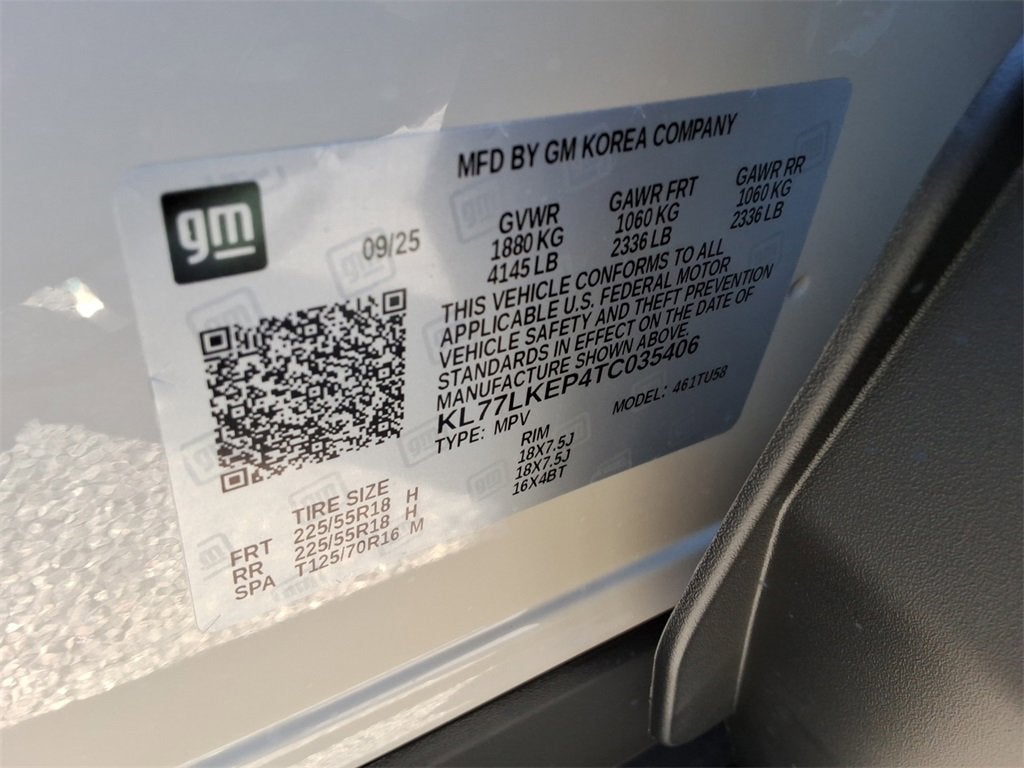 gm
MFD BY GM KOREA COMPANY
09/25
GVWR GAWR FRT GAWR RR
1880 KG 1060 KG 1060 KG
4145 LB 2336 LB 2336 LB
THIS VEHICLE CONFORMS TO ALL
APPLICABLE U.S. FEDERAL MOTOR
VEHICLE SAFETY AND THEFT PREVENTION
STANDARDS IN EFFECT ON THE DATE OF
MANUFACTURE SHOWN ABOVE.
KL77LKEP4TC035406
TYPE: MPV MODEL: 461TU58
TIRE SIZE RIM
FRT 225/55R18 H 18X7.5J
RR 225/55R18 H 18X7.5J
SPA T125/70R16 M 16X4BT